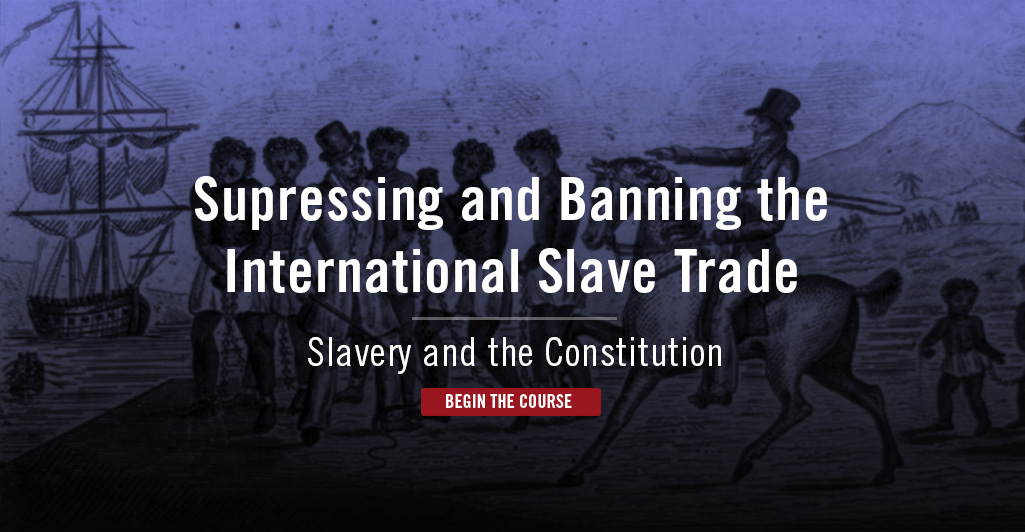 Supressing and Banning the
International Slave Trade
Slavery and the Constitution
BEGIN THE COURSE